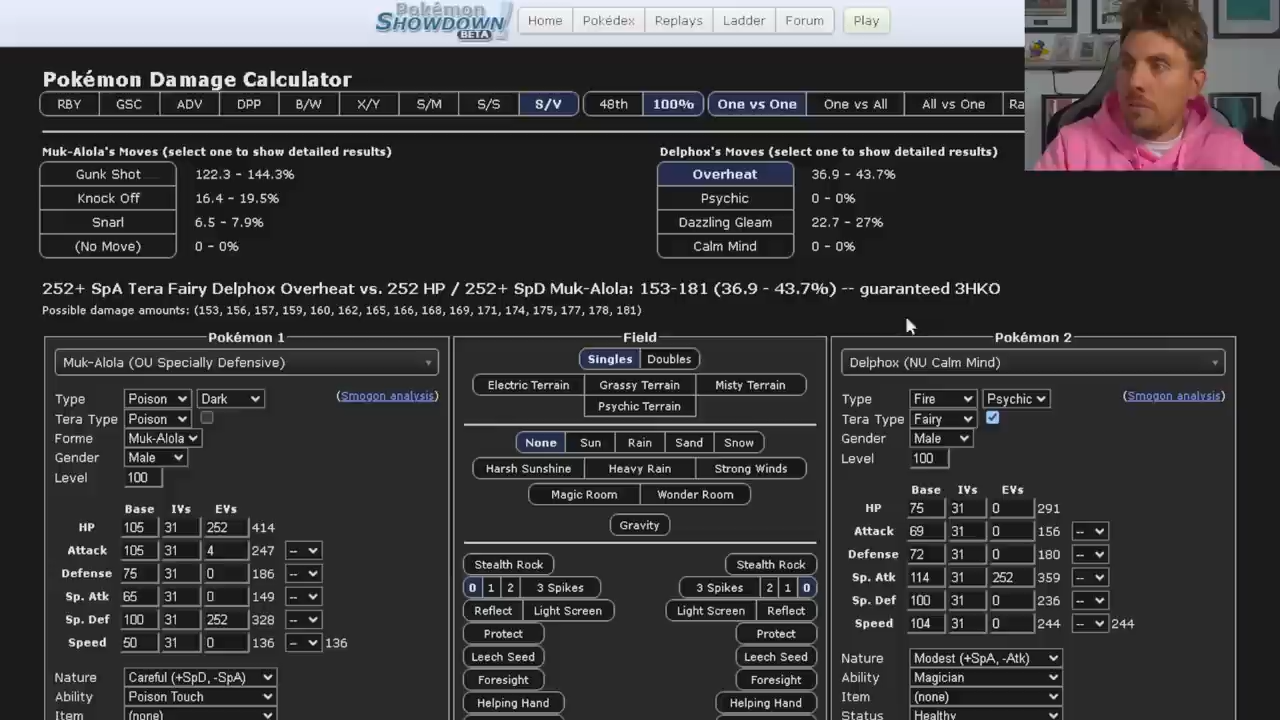 Pokémon
SHOWDOWN
BETA
Home Pokédex Replays Ladder Forum Play
Pokémon Damage Calculator
RBY GSC ADV DPP B/W X/Y S/M S/S S/V 48th 100% One vs One One vs All All vs One Ra
Muk-Alola's Moves (select one to show detailed results)
Gunk Shot 122.3 - 144.3%
Knock Off 16.4 - 19.5%
Snarl 6.5 - 7.9%
(No Move) 0 - 0%
Delphox's Moves (select one to show detailed results)
Overheat 36.9 - 43.7%
Psychic 0 - 0%
Dazzling Gleam 22.7 - 27%
Calm Mind 0 - 0%
252+ SpA Tera Fairy Delphox Overheat vs. 252 HP / 252+ SpD Muk-Alola: 153-181 (36.9 - 43.7%) -- guaranteed 3HKO
Possible damage amounts: (153, 156, 157, 159, 160, 162, 165, 166, 168, 169, 171, 174, 175, 177, 178, 181)
Pokémon 1
Muk-Alola (OU Specially Defensive)
Type Poison Dark (Smogon analysis)
Tera Type Poison
Forme Muk-Alola
Gender Male
Level 100
Base IVs EVs
HP 105 31 252 414
Attack 105 31 4 247 --
Defense 75 31 0 186 --
Sp. Atk 65 31 0 149 --
Sp. Def 100 31 252 328 --
Speed 50 31 0 136 -- 136
Nature Careful (+SpD, -SpA)
Ability Poison Touch
Item (none)
Field
Singles Doubles
Electric Terrain Grassy Terrain Misty Terrain
Psychic Terrain
None Sun Rain Sand Snow
Harsh Sunshine Heavy Rain Strong Winds
Magic Room Wonder Room
Gravity
Stealth Rock Stealth Rock
0 1 2 3 Spikes 3 Spikes 2 1 0
Reflect Light Screen Light Screen Reflect
Protect Protect
Leech Seed Leech Seed
Foresight Foresight
Helping Hand Helping Hand
Pokémon 2
Delphox (NU Calm Mind)
Type Fire Psychic (Smogon analysis)
Tera Type Fairy
Gender Male
Level 100
Base IVs EVs
HP 75 31 0 291
Attack 69 31 0 156 --
Defense 72 31 0 180 --
Sp. Atk 114 31 252 359 --
Sp. Def 100 31 0 236 --
Speed 104 31 0 244 -- 244
Nature Modest (+SpA, -Atk)
Ability Magician
Item (none)
Status Healthy